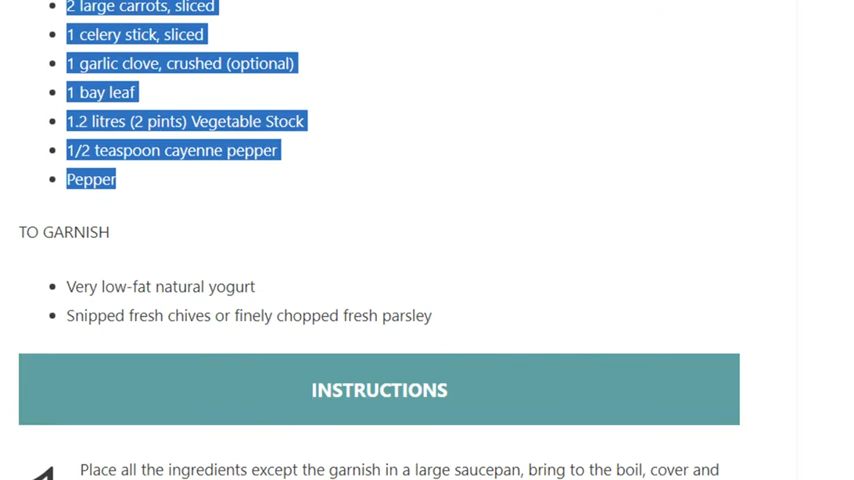 2 large carrots, sliced
1 celery stick, sliced
1 garlic clove, crushed (optional)
1 bay leaf
1.2 litres (2 pints) Vegetable Stock
1/2 teaspoon cayenne pepper
Pepper
TO GARNISH
Very low-fat natural yogurt
Snipped fresh chives or finely chopped fresh parsley
INSTRUCTIONS
Place all the ingredients except the garnish in a large saucepan, bring to the boil, cover and